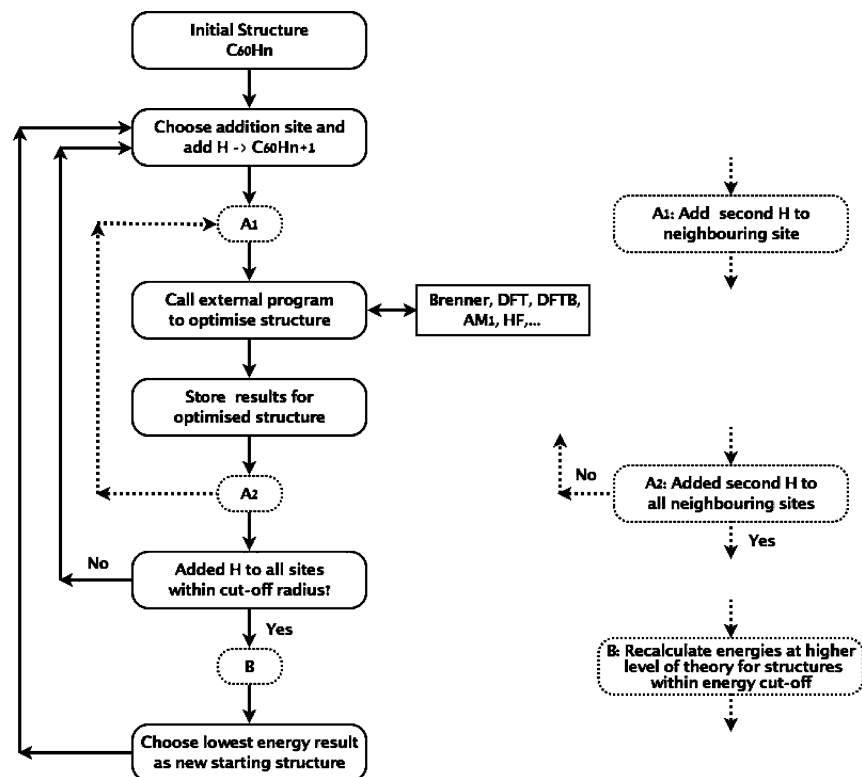 Initial Structure
C60Hn
Choose addition site and
add H -> C60Hn+1
A1
Call external program
to optimise structure
Brenner, DFT, DFTB,
AM1, HF,...
Store results for
optimised structure
A2
No
Added H to all sites
within cut-off radius?
Yes
B
Choose lowest energy result
as new starting structure
A1: Add second H to
neighbouring site
No
A2: Added second H to
all neighbouring sites
Yes
B: Recalculate energies at higher
level of theory for structures
within energy cut-off